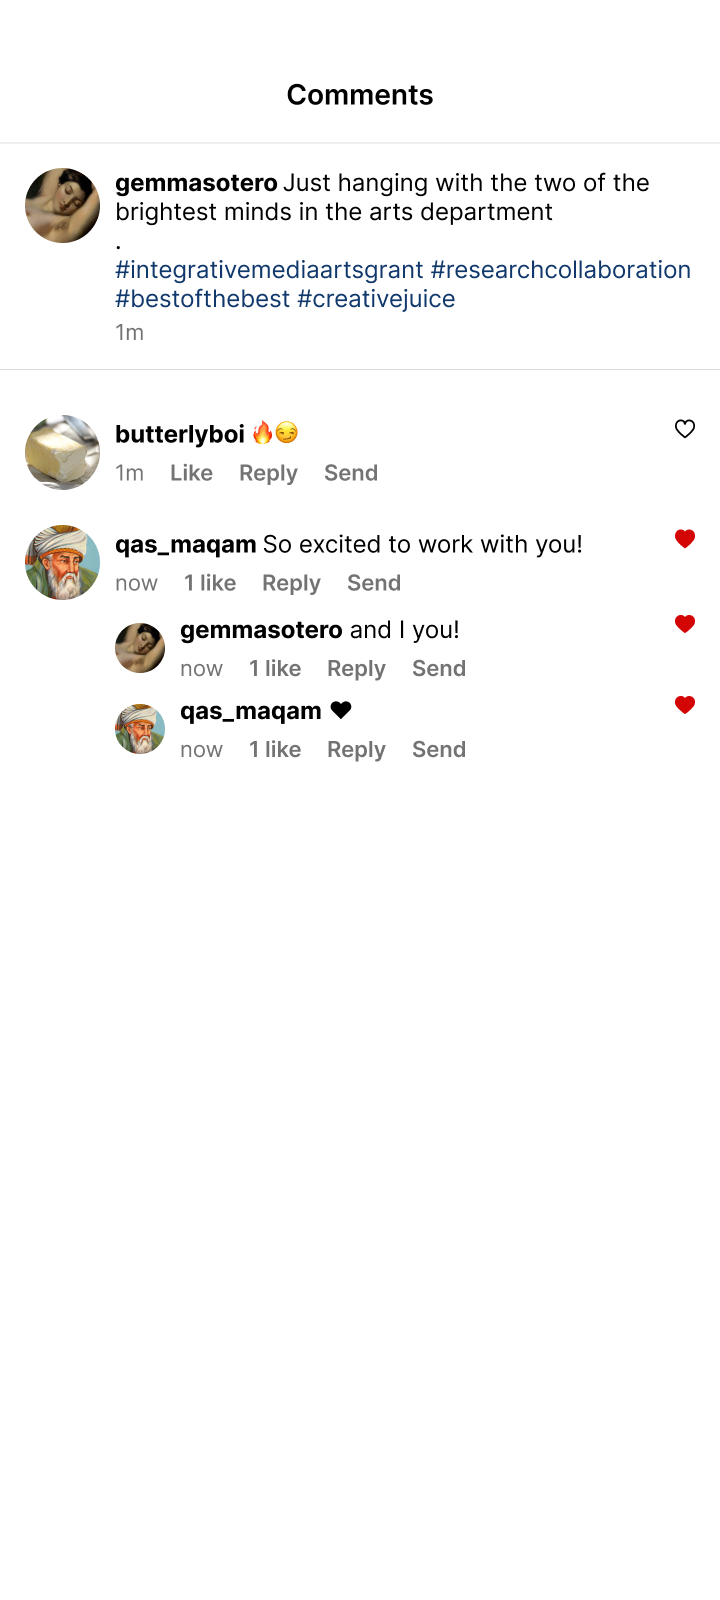 Comments
gemmasotero Just hanging with the two of the
brightest minds in the arts department
.
#integrativemediaartsgrant #researchcollaboration
#bestofthebest #creativejuice
1m
butterlyboi 🔥😏
1m Like Reply Send
qas_maqam So excited to work with you!
now 1 like Reply Send
gemmasotero and I you!
now 1 like Reply Send
qas_maqam ♥
now 1 like Reply Send